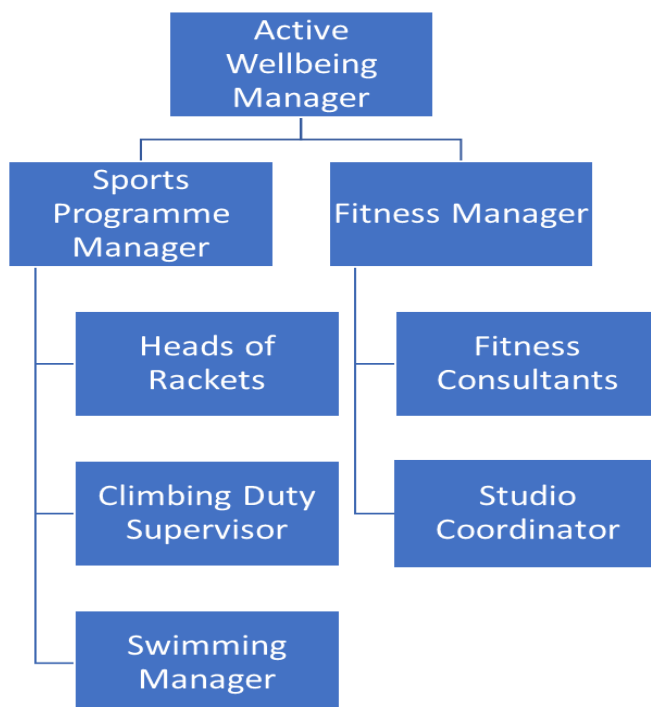 Active
Wellbeing
Manager
Sports
Programme
Manager
Fitness Manager
Heads of
Rackets
Climbing Duty
Supervisor
Swimming
Manager
Fitness
Consultants
Studio
Coordinator